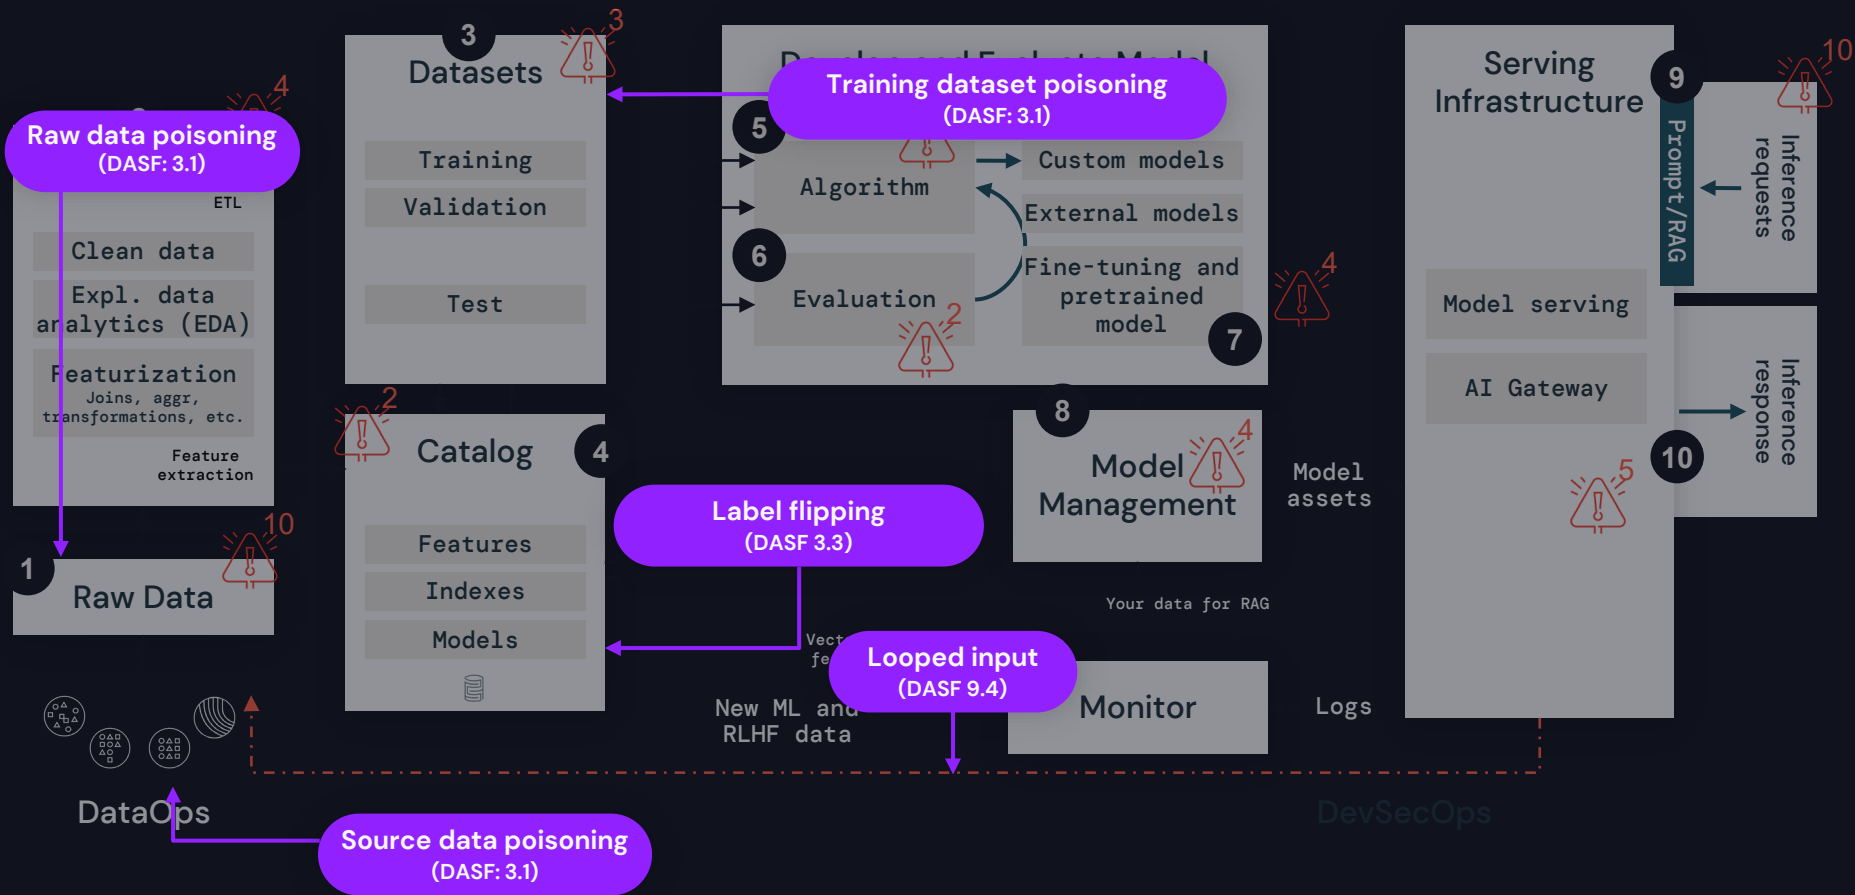 4
Raw data poisoning
(DASF: 3.1)
ETL
Clean data
Expl. data
analytics (EDA)
Featurization
Joins, aggr,
transformations, etc.
Feature
extraction
10
1
Raw Data
DataOps
Source data poisoning
(DASF: 3.1)
3
3
Datasets
Training
Validation
Test
2
Catalog
4
Features
Indexes
Models
Develop and Evaluate Model
Training dataset poisoning
(DASF: 3.1)
5
Algorithm
Custom models
External models
6
Evaluation
2
Fine-tuning and
pretrained
model
7
4
Label flipping
(DASF 3.3)
8
4
Model
Management
Model
assets
Your data for RAG
Looped input
(DASF 9.4)
New ML and
RLHF data
Monitor
Logs
DevSecOps
Serving
Infrastructure
9
10
Prompt/RAG
Inference
requests
Model serving
AI Gateway
Inference
response
10
5